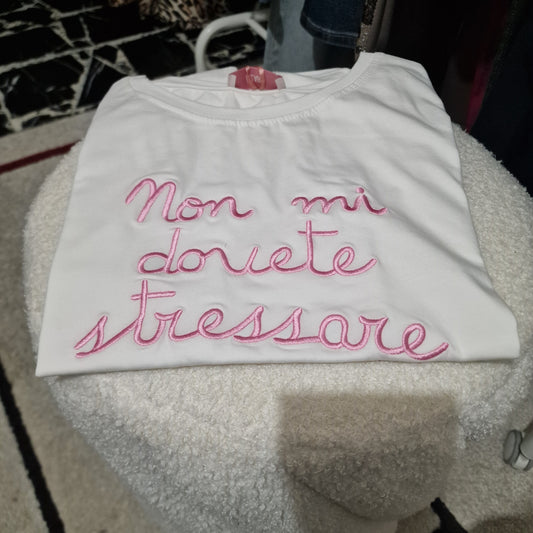 Non mi
dovete
stressare